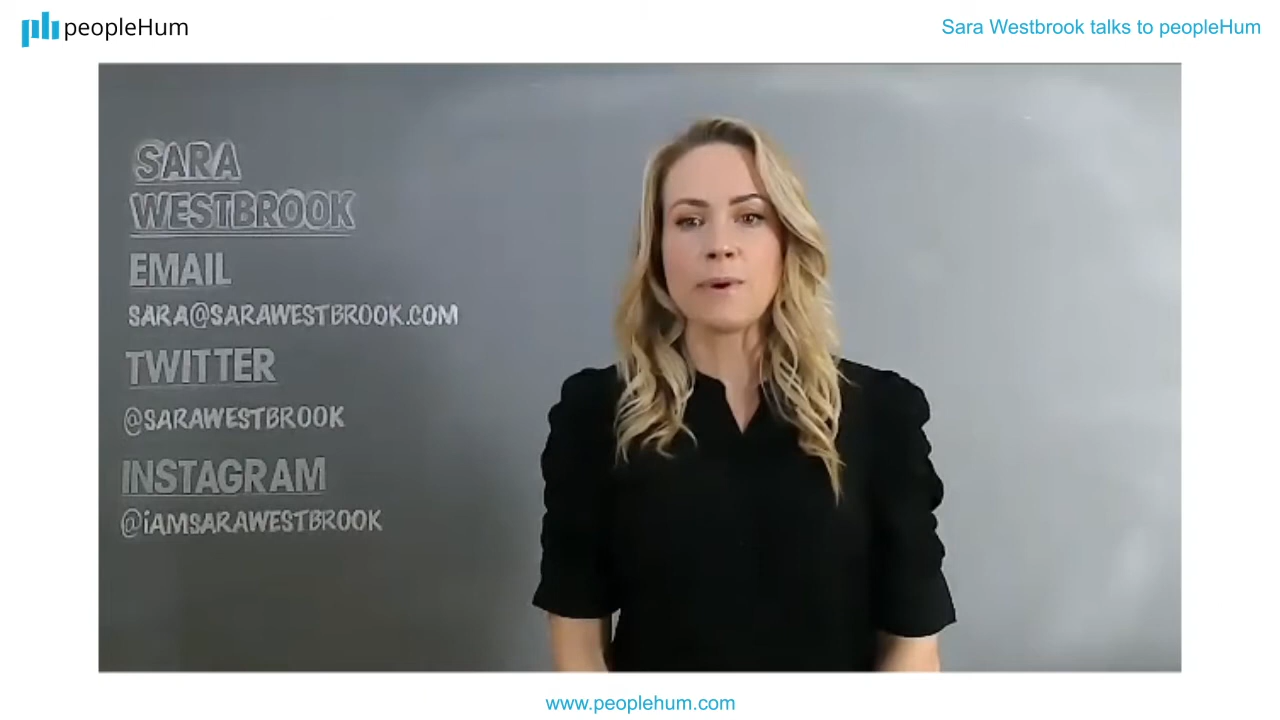 peopleHum
Sara Westbrook talks to peopleHum
SARA
WESTBROOK
EMAIL
SARA@SARAWESTBROOK.COM
TWITTER
@SARAWESTBROOK
INSTAGRAM
@iAMSARAWESTBROOK
www.peoplehum.com